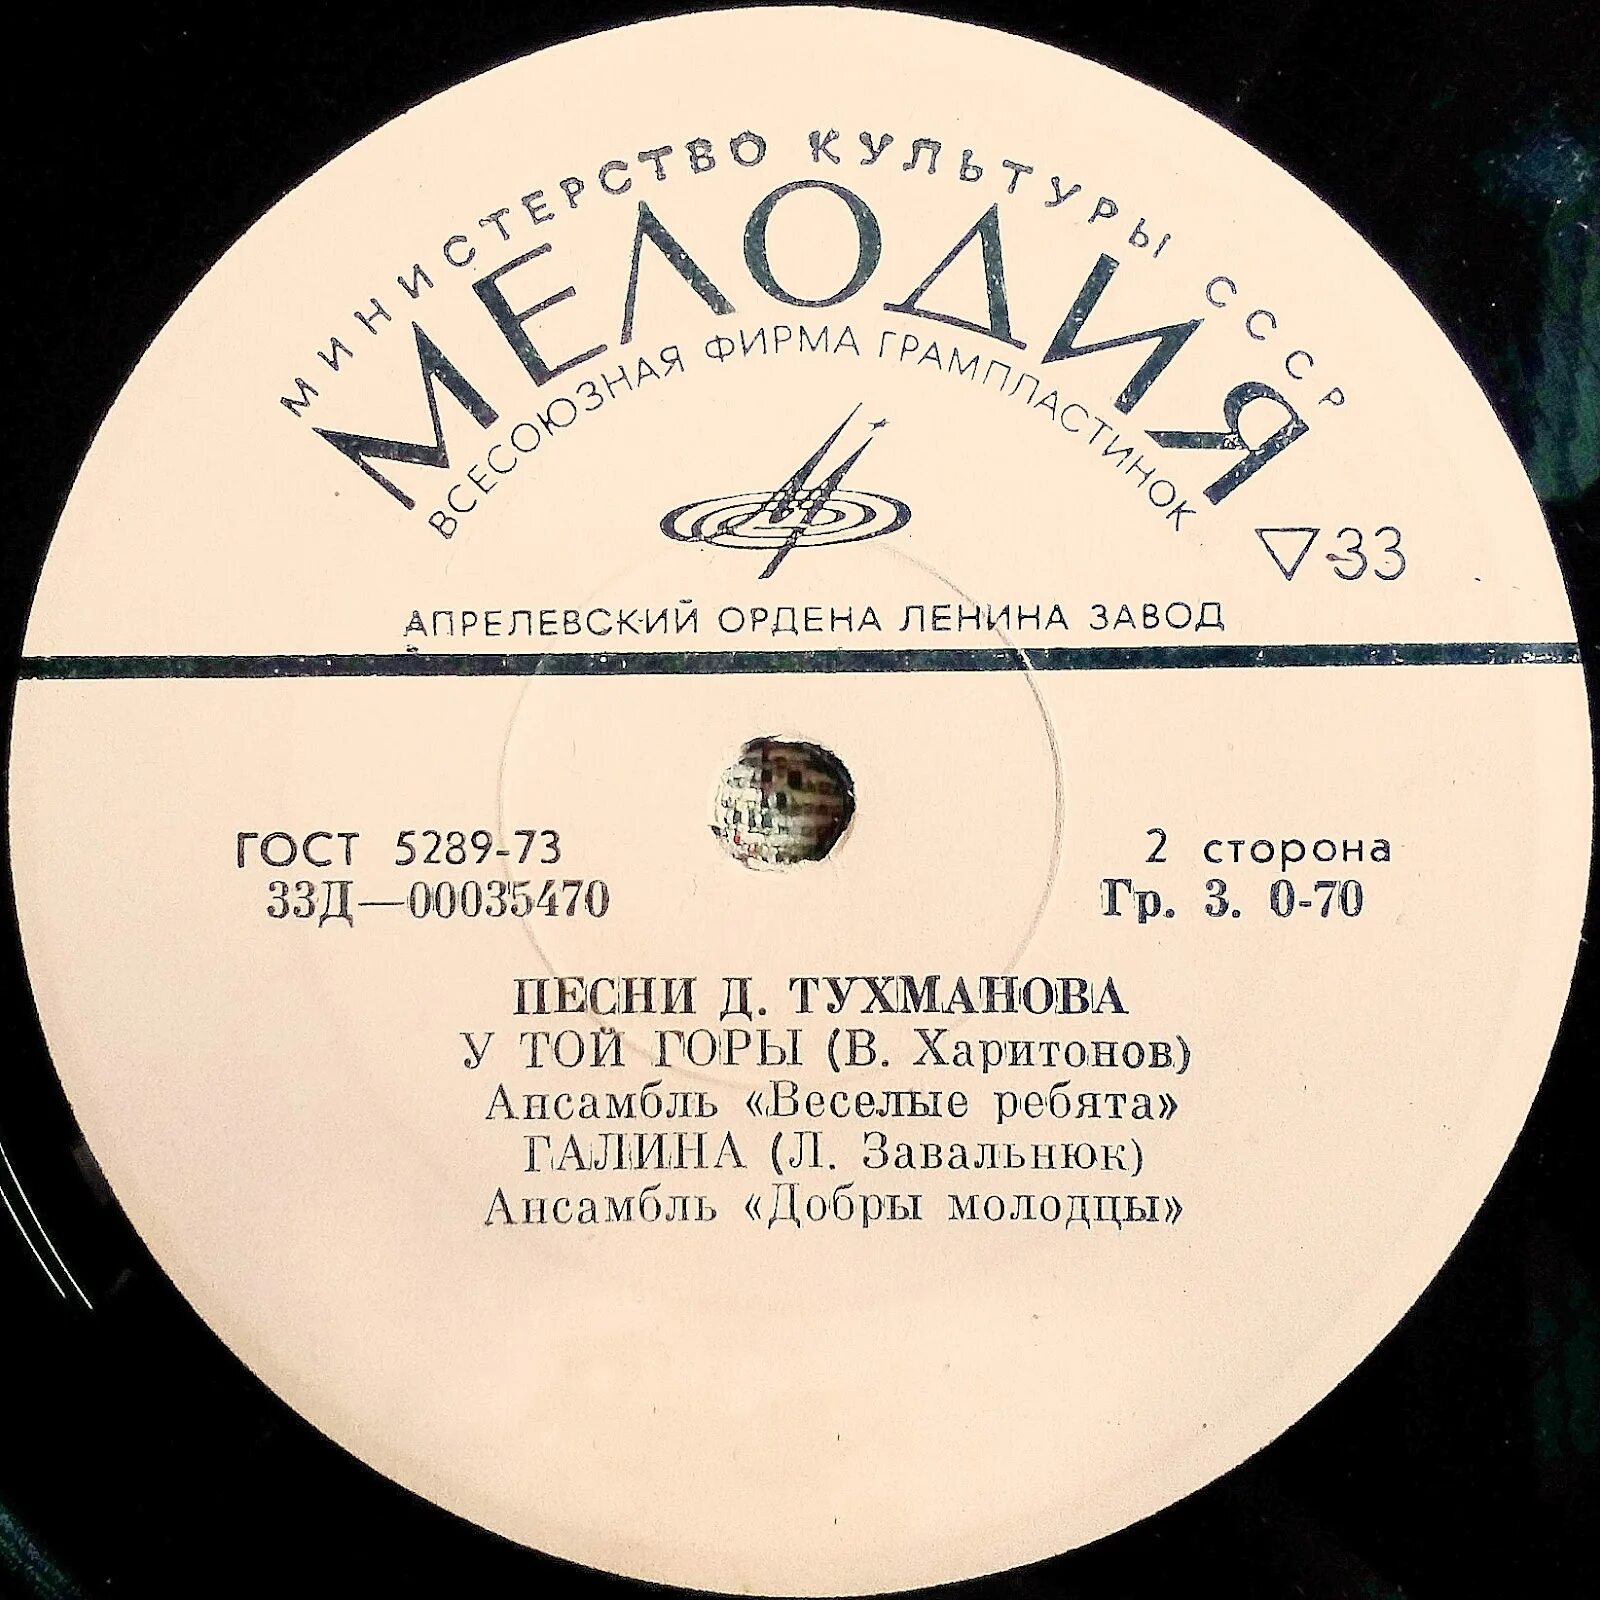 МИНИСТЕРСТВО КУЛЬТУРЫ СССР
МЕЛОДИЯ
ВСЕСОЮЗНАЯ ФИРМА ГРАМПЛАСТИНОК
▽-33
АПРЕЛЕВСКИЙ ОРДЕНА ЛЕНИНА ЗАВОД
ГОСТ 5289-73
33Д—00035470
2 сторона
Гр. 3. 0-70
ПЕСНИ Д. ТУХМАНОВА
У ТОЙ ГОРЫ (В. Харитонов)
Ансамбль «Веселые ребята»
ГАЛИНА (Л. Завальнюк)
Ансамбль «Добры молодцы»